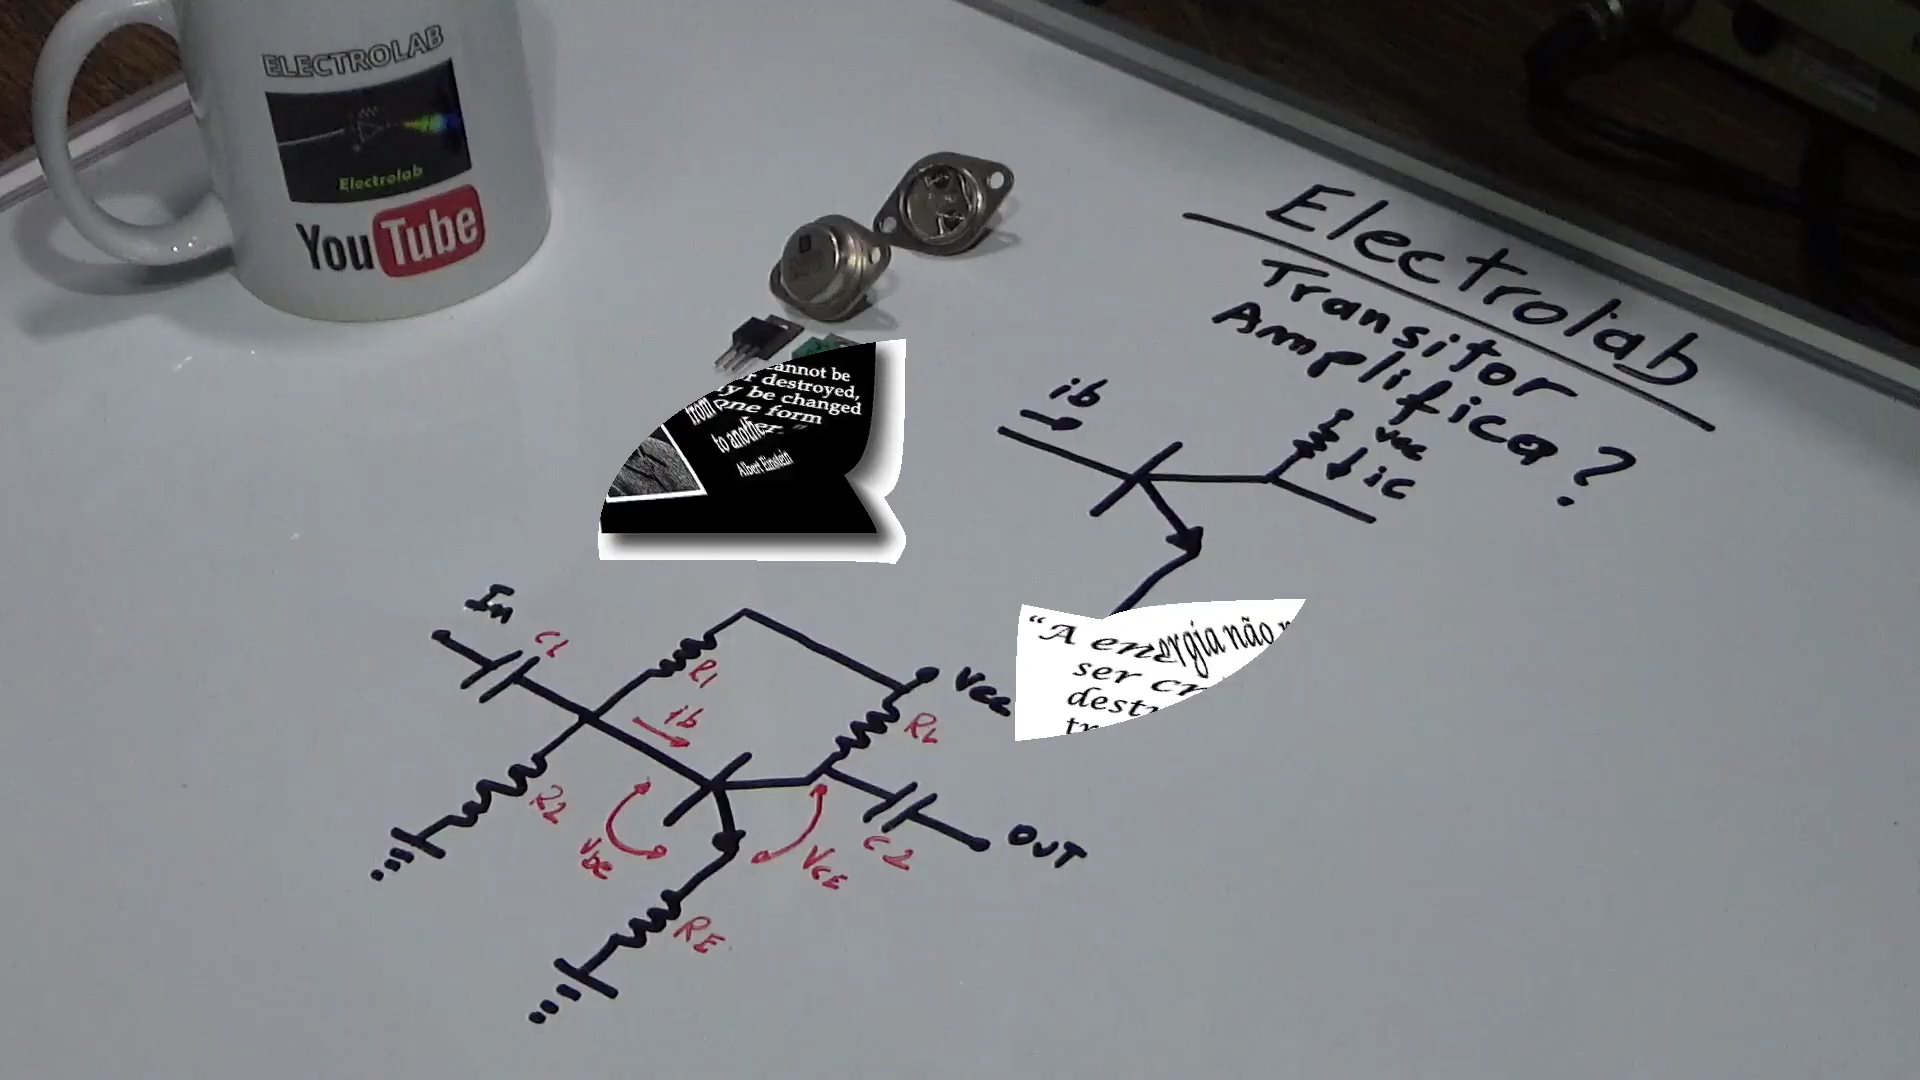 ELECTROLAB
Electrolab
YouTube
Electrolab
Transitor
Amplifica?
ib
vcc
ic
cannot be
destroyed,
be changed
from one form
to another."
Albert Einstein
"A energia não
ser
In
C1
R1
ib
R2
Vbe
VCE
RE
RL
Vcc
C2
OUT